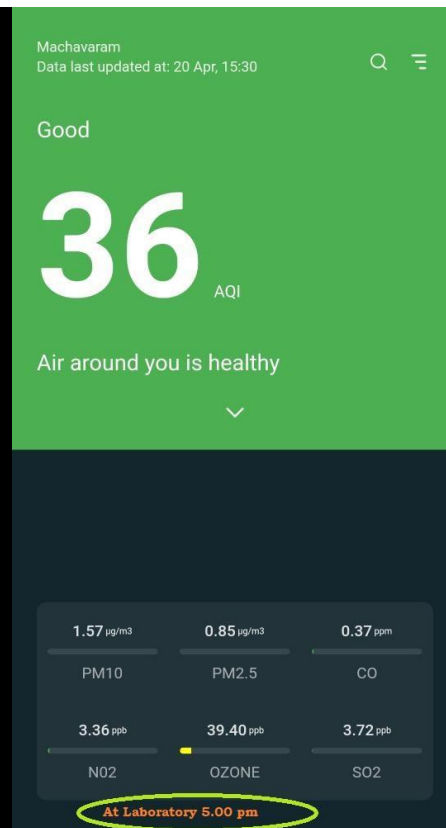 Machavaram
Data last updated at: 20 Apr, 15:30
Good
36 AQI
Air around you is healthy
1.57 µg/m3 0.85 µg/m3 0.37 ppm
PM10 PM2.5 CO
3.36 ppb 39.40 ppb 3.72 ppb
N02 OZONE SO2
At Laboratory 5.00 pm